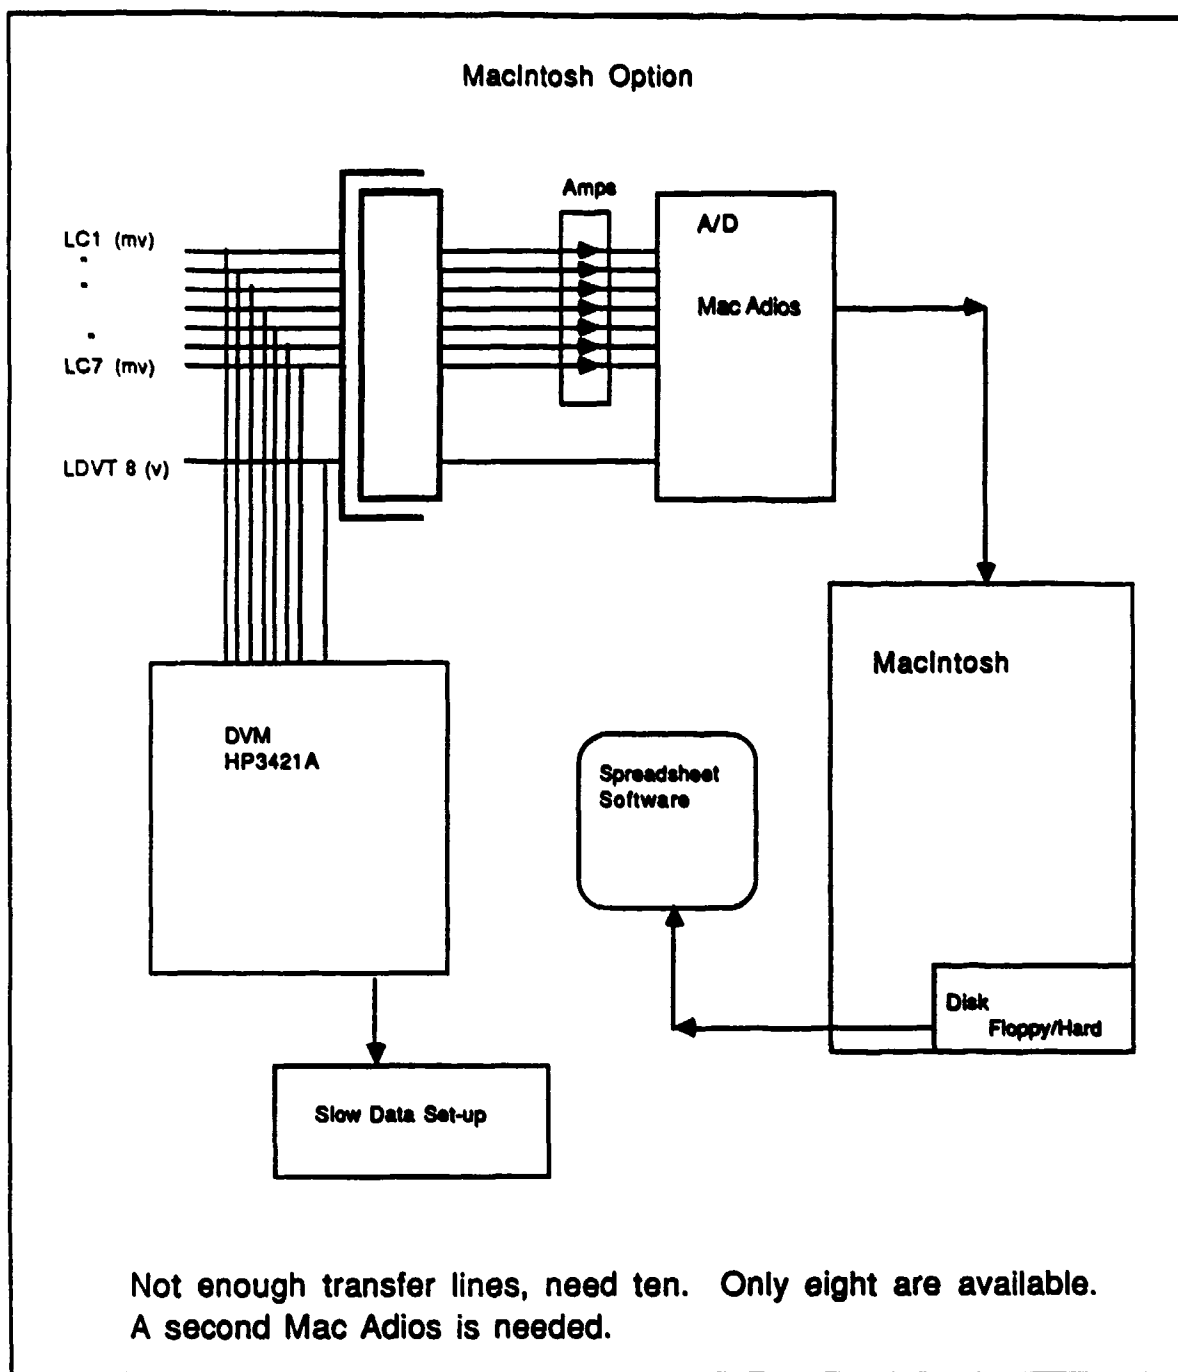 MacIntosh Option
Amps
A/D
Mac Adios
LC1 (mv)
LC7 (mv)
LDVT 8 (v)
MacIntosh
DVM
HP3421A
Spreadsheet
Software
Disk
Floppy/Hard
Slow Data Set-up
Not enough transfer lines, need ten. Only eight are available.
A second Mac Adios is needed.